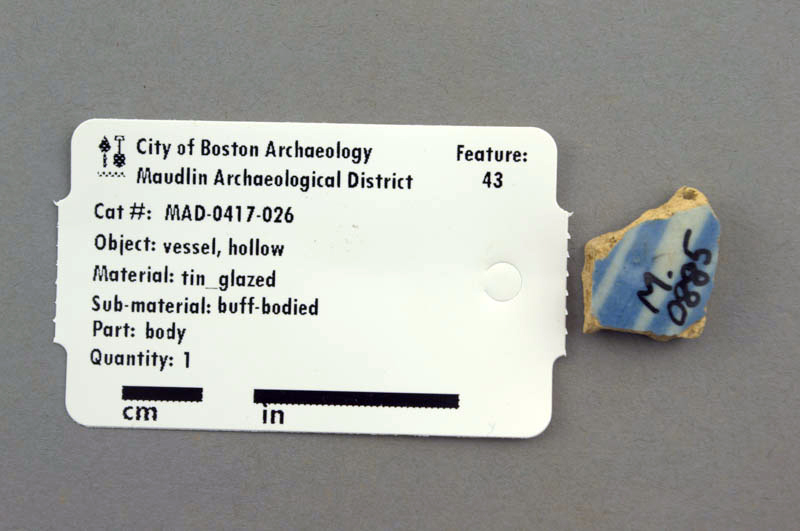 City of Boston Archaeology
Maudlin Archaeological District
Feature:
43
Cat #: MAD-0417-026
Object: vessel, hollow
Material: tin_glazed
Sub-material: buff-bodied
Part: body
Quantity: 1
cm
in
M.
0885